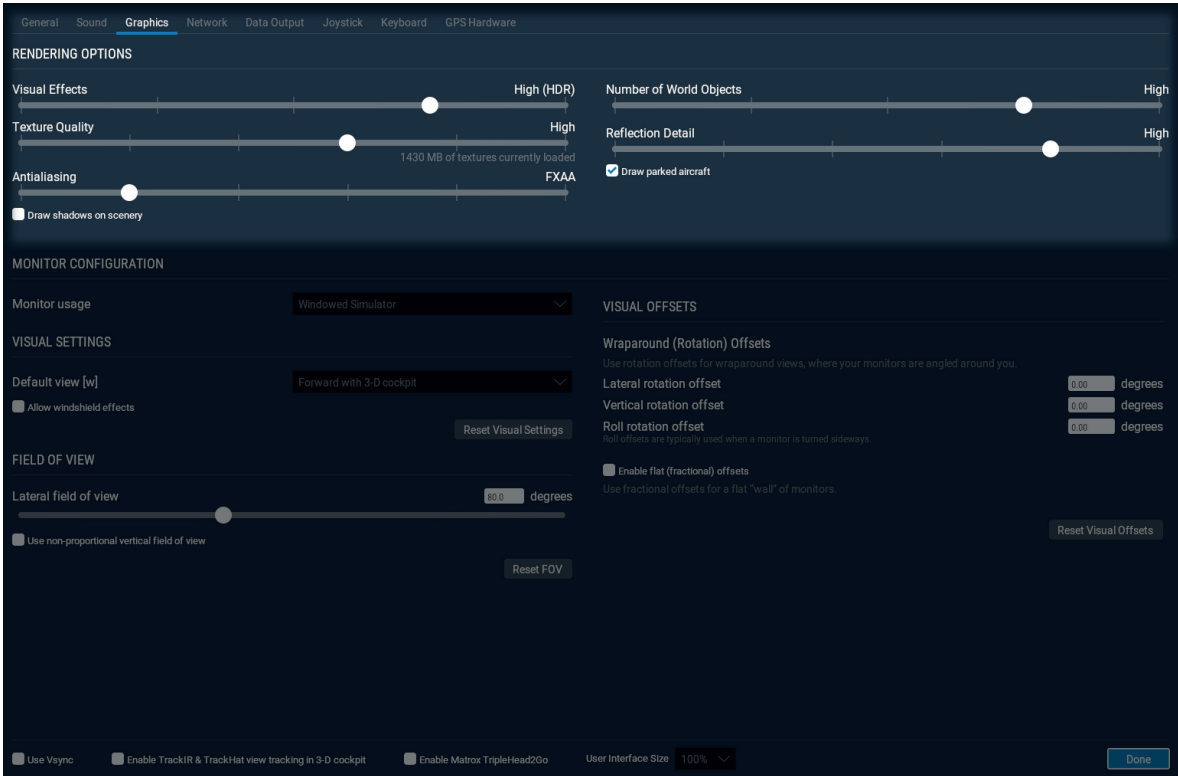 General Sound Graphics Network Data Output Joystick Keyboard GPS Hardware
RENDERING OPTIONS
Visual Effects High (HDR)
Texture Quality High
1430 MB of textures currently loaded
Antialiasing FXAA
Draw shadows on scenery
Number of World Objects High
Reflection Detail High
Draw parked aircraft
MONITOR CONFIGURATION
Monitor usage Windowed Simulator
VISUAL SETTINGS
Default view [w] Forward with 3-D cockpit
Allow windshield effects
Reset Visual Settings
FIELD OF VIEW
Lateral field of view 80.0 degrees
Use non-proportional vertical field of view
Reset FOV
VISUAL OFFSETS
Wraparound (Rotation) Offsets
Use rotation offsets for wraparound views, where your monitors are angled around you.
Lateral rotation offset 0.00 degrees
Vertical rotation offset 0.00 degrees
Roll rotation offset 0.00 degrees
Roll offsets are typically used when a monitor is turned sideways.
Enable flat (fractional) offsets
Use fractional offsets for a flat "wall" of monitors.
Reset Visual Offsets
Use Vsync Enable TrackIR & TrackHat view tracking in 3-D cockpit Enable Matrox TripleHead2Go User Interface Size 100% Done